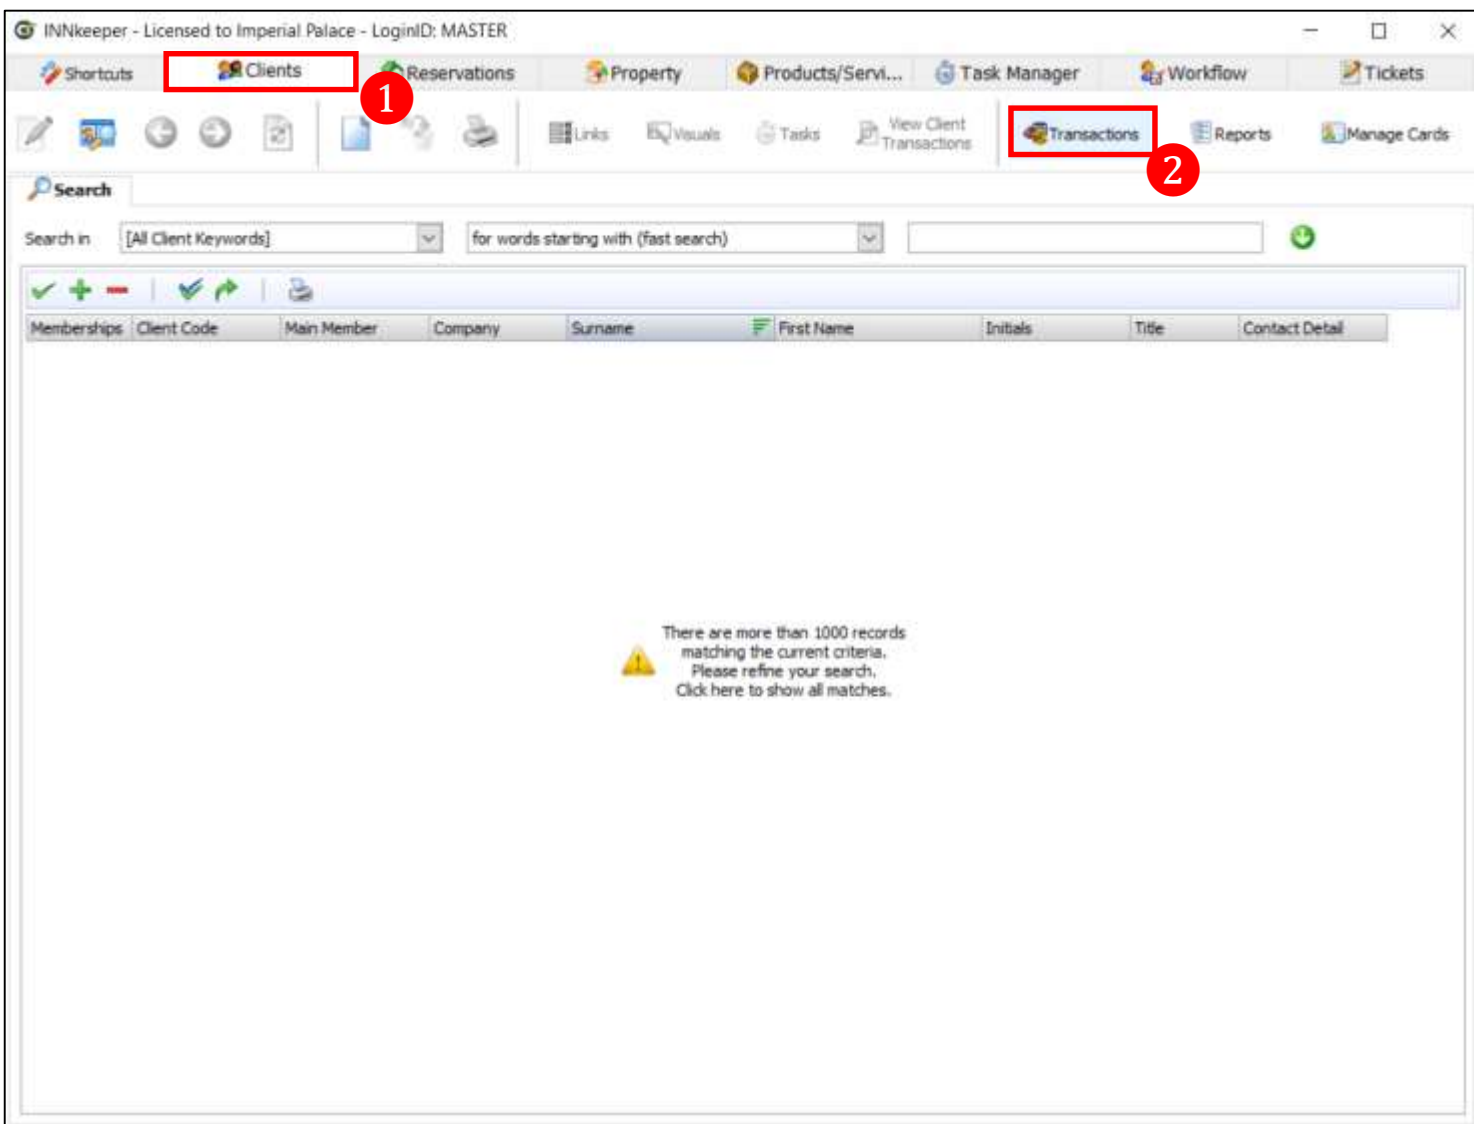 INNkeeper - Licensed to Imperial Palace - LoginID: MASTER
Shortcuts Clients Reservations Property Products/Servi... Task Manager Workflow Tickets
1
Links Visuals Tasks View Client Transactions Transactions Reports Manage Cards
2
Search
Search in [All Client Keywords] for words starting with (fast search)
Memberships Client Code Main Member Company Surname First Name Initials Title Contact Detail
There are more than 1000 records
matching the current criteria.
Please refine your search.
Click here to show all matches.